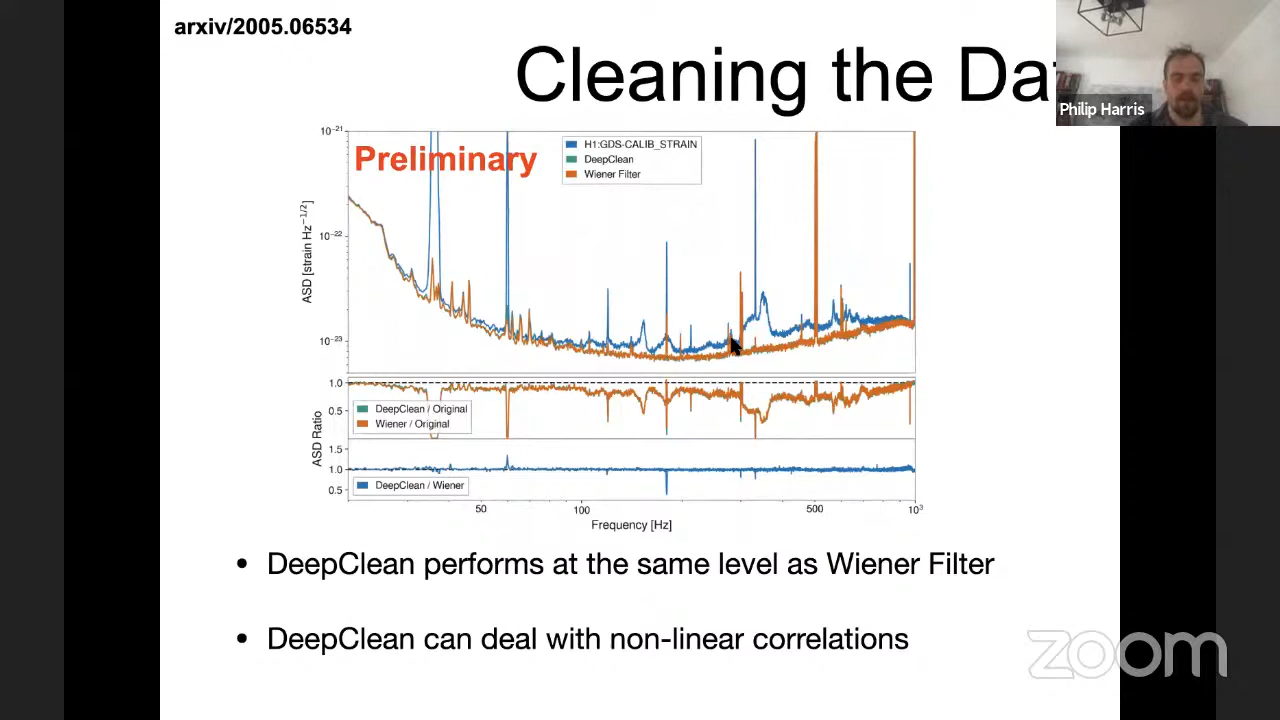 arxiv/2005.06534
Cleaning the Da
Philip Harris
Preliminary
H1:GDS-CALIB_STRAIN
DeepClean
Wiener Filter
ASD [strain Hz^-1/2]
10^-21
10^-22
10^-23
ASD Ratio
1.0
0.5
DeepClean / Original
Wiener / Original
1.5
1.0
0.5
DeepClean / Wiener
50 100 500 10^3
Frequency [Hz]
• DeepClean performs at the same level as Wiener Filter
• DeepClean can deal with non-linear correlations
zoom